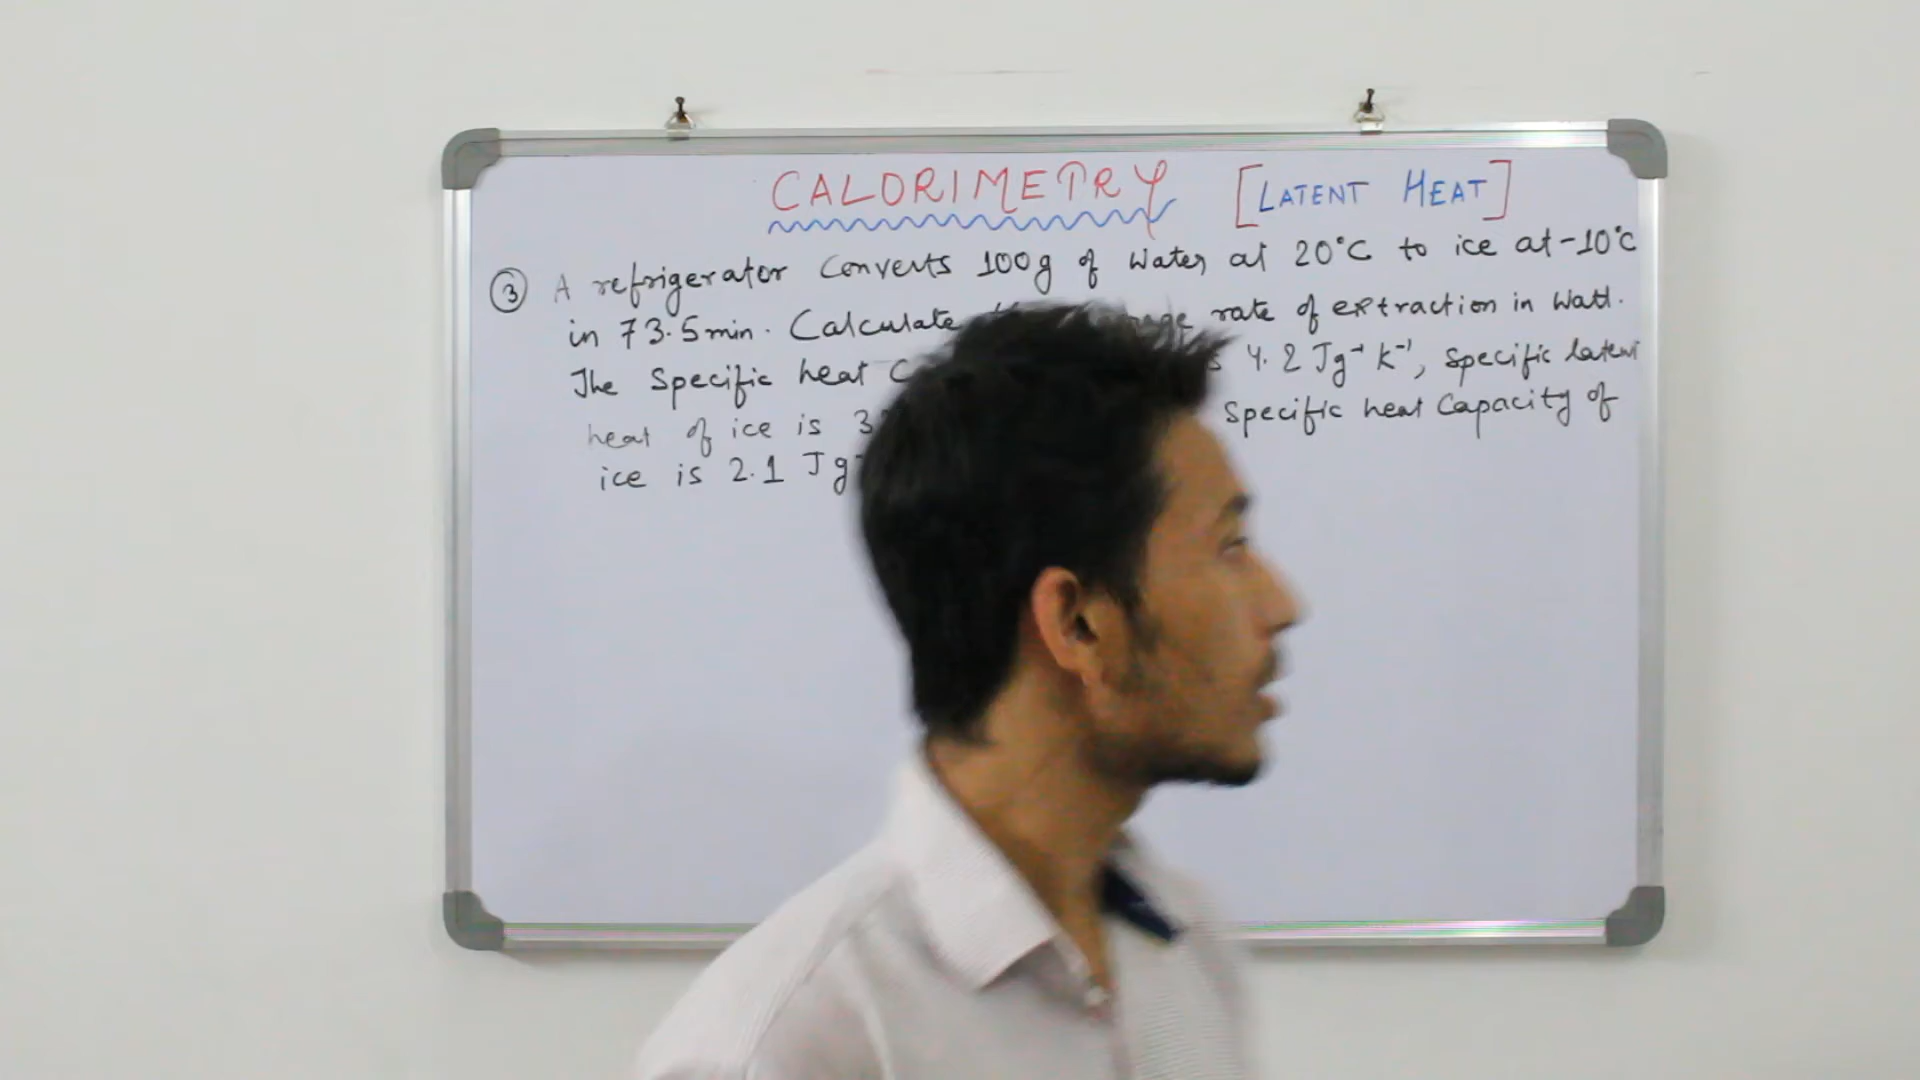 CALORIMETRY [LATENT HEAT]
③ A refrigerator converts 100g of water at 20°C to ice at -10°C
in 73.5min. Calculate rate of extraction in Watt.
The Specific heat 4.2 Jg⁻¹ K⁻¹, Specific latent
heat of ice is 3 Specific heat Capacity of
ice is 2.1 Jg